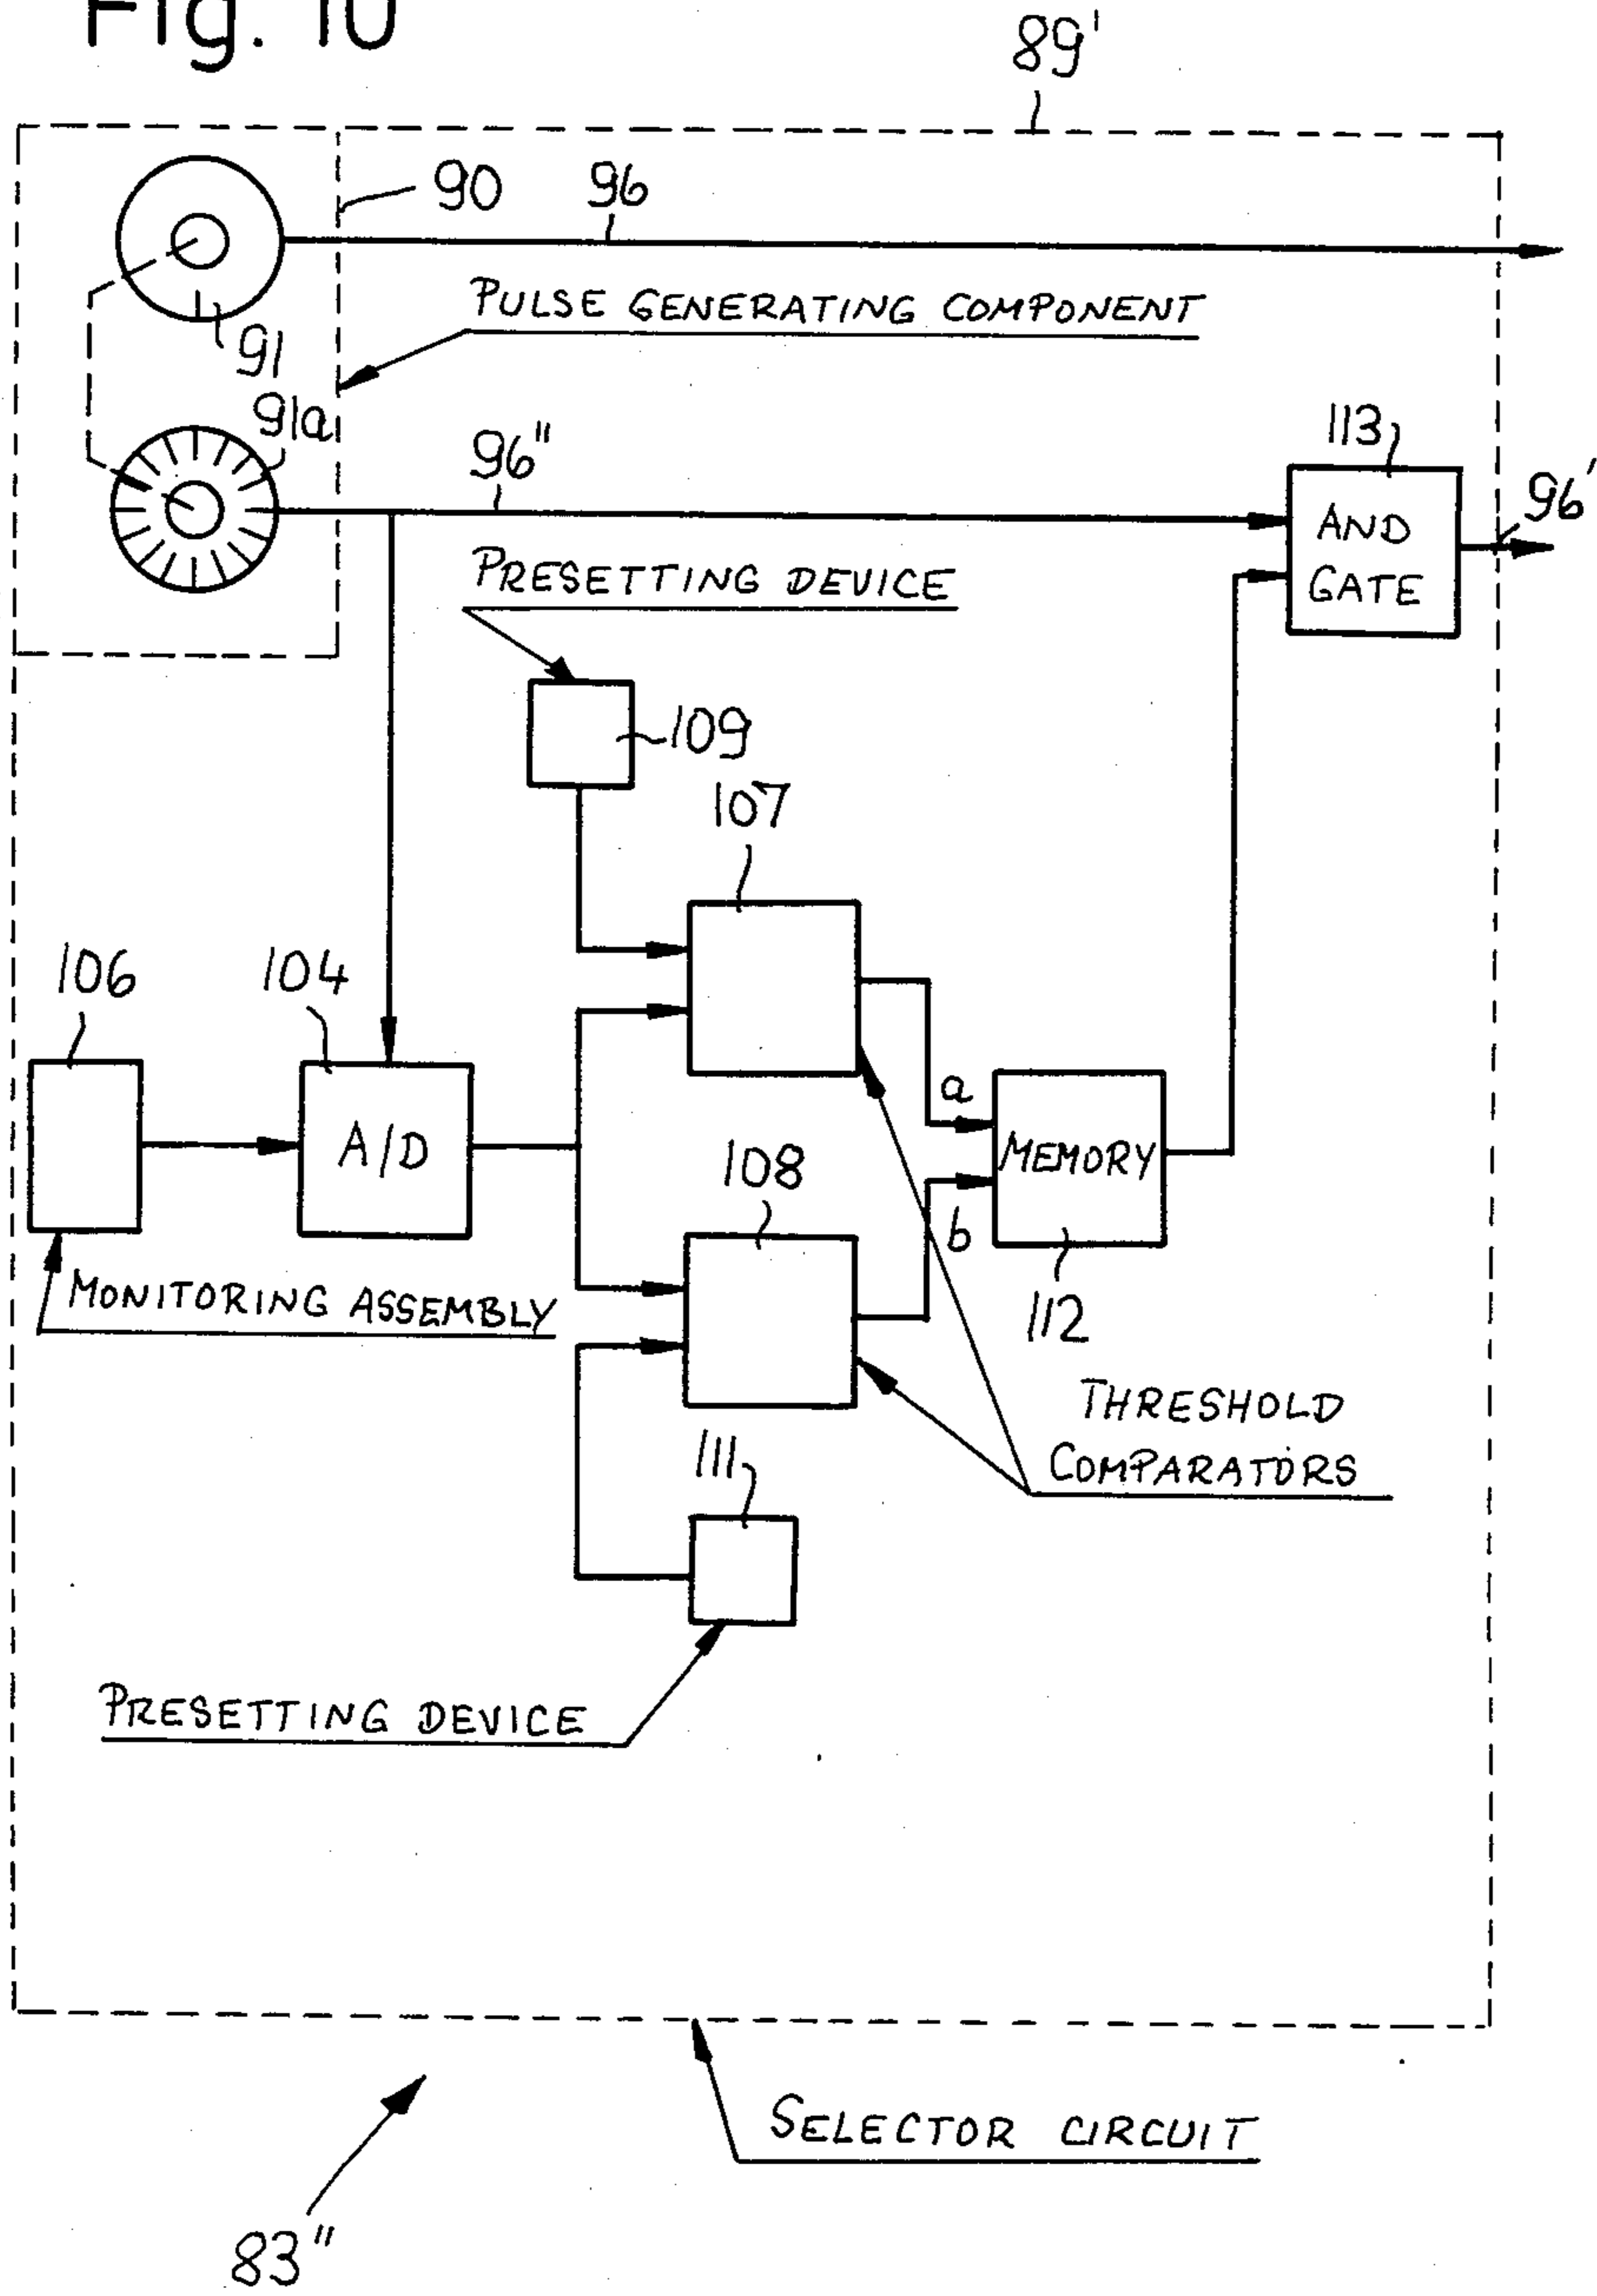 Fig. 10
89'
90
96
PULSE GENERATING COMPONENT
91
91a
96"
113
96'
AND
GATE
PRESETTING DEVICE
109
107
106
104
A/D
a
MEMORY
108
b
112
MONITORING ASSEMBLY
THRESHOLD
COMPARATORS
111
PRESETTING DEVICE
SELECTOR CIRCUIT
83"